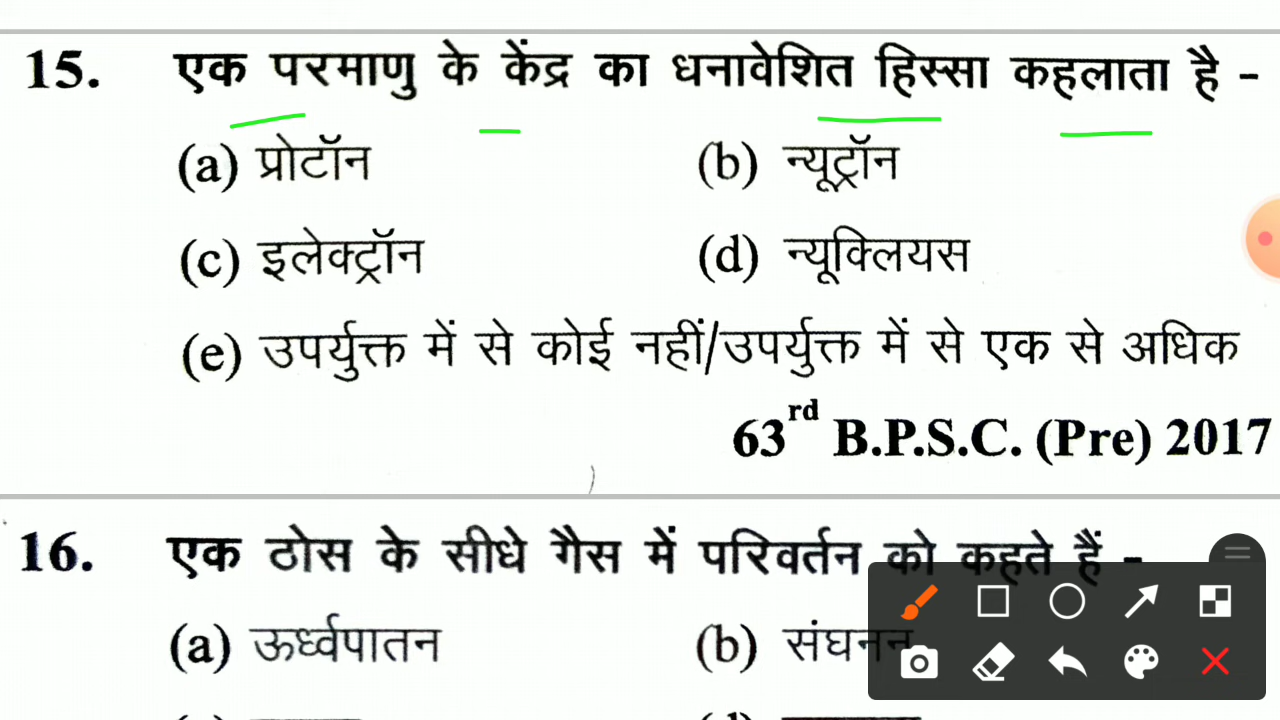 15. एक परमाणु के केंद्र का धनावेशित हिस्सा कहलाता है -
(a) प्रोटॉन (b) न्यूट्रॉन
(c) इलेक्ट्रॉन (d) न्यूक्लियस
(e) उपर्युक्त में से कोई नहीं/उपर्युक्त में से एक से अधिक
63rd B.P.S.C. (Pre) 2017
16. एक ठोस के सीधे गैस में परिवर्तन को कहते हैं -
(a) ऊर्ध्वपातन (b) संघनन